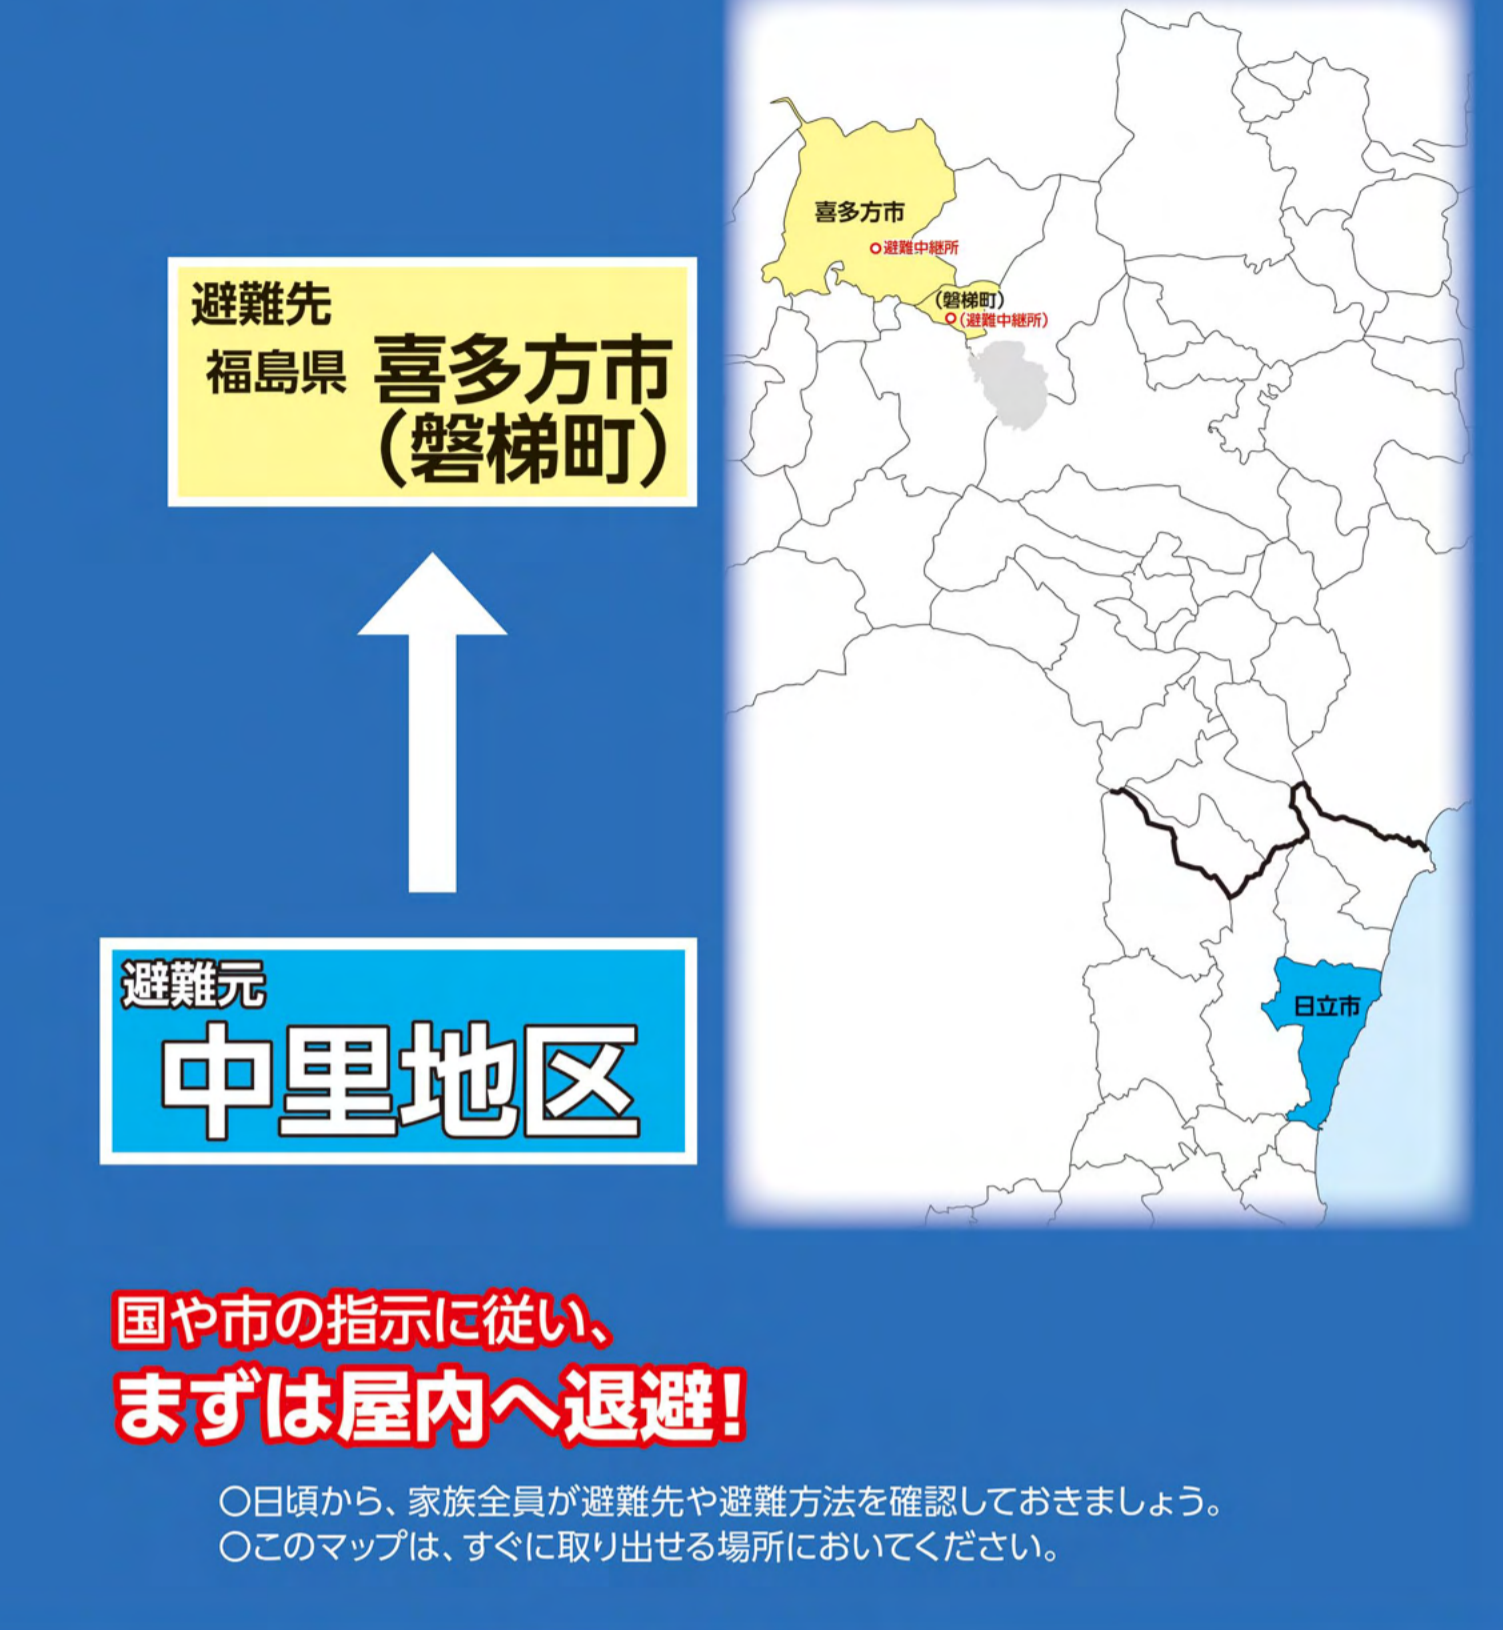 避難先
福島県 喜多方市
(磐梯町)
避難元
中里地区
喜多方市
避難中継所
(磐梯町)
(避難中継所)
日立市
国や市の指示に従い、
まずは屋内へ退避!
○日頃から、家族全員が避難先や避難方法を確認しておきましょう。
○このマップは、すぐに取り出せる場所においてください。